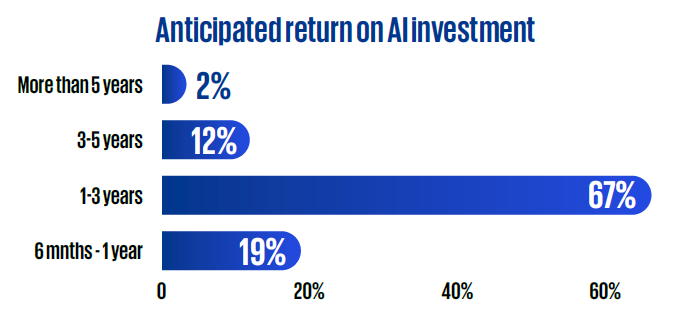 Anticipated return on AI investment
More than 5 years 2%
3-5 years 12%
1-3 years 67%
6 mnths - 1 year 19%
0 20% 40% 60%